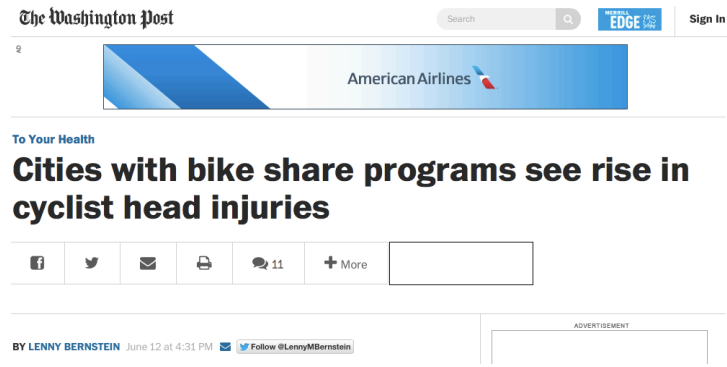 The Washington Post
Search
MERRILL
EDGE
Sign In
American Airlines
To Your Health
Cities with bike share programs see rise in
cyclist head injuries
11
More
ADVERTISEMENT
BY LENNY BERNSTEIN June 12 at 4:31 PM Follow @LennyMBernstein